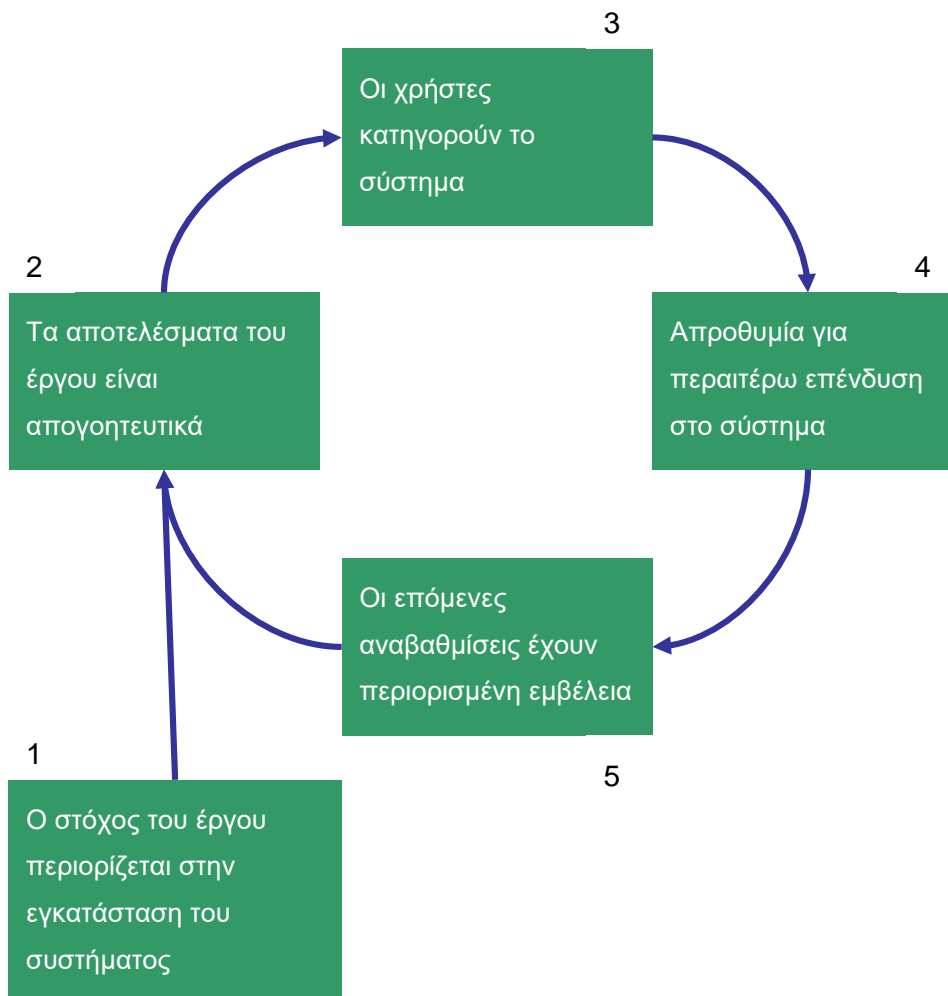 3
Οι χρήστες
κατηγορούν το
σύστημα
2
Τα αποτελέσματα του
έργου είναι
απογοητευτικά
4
Απροθυμία για
περαιτέρω επένδυση
στο σύστημα
Οι επόμενες
αναβαθμίσεις έχουν
περιορισμένη εμβέλεια
5
1
Ο στόχος του έργου
περιορίζεται στην
εγκατάσταση του
συστήματος